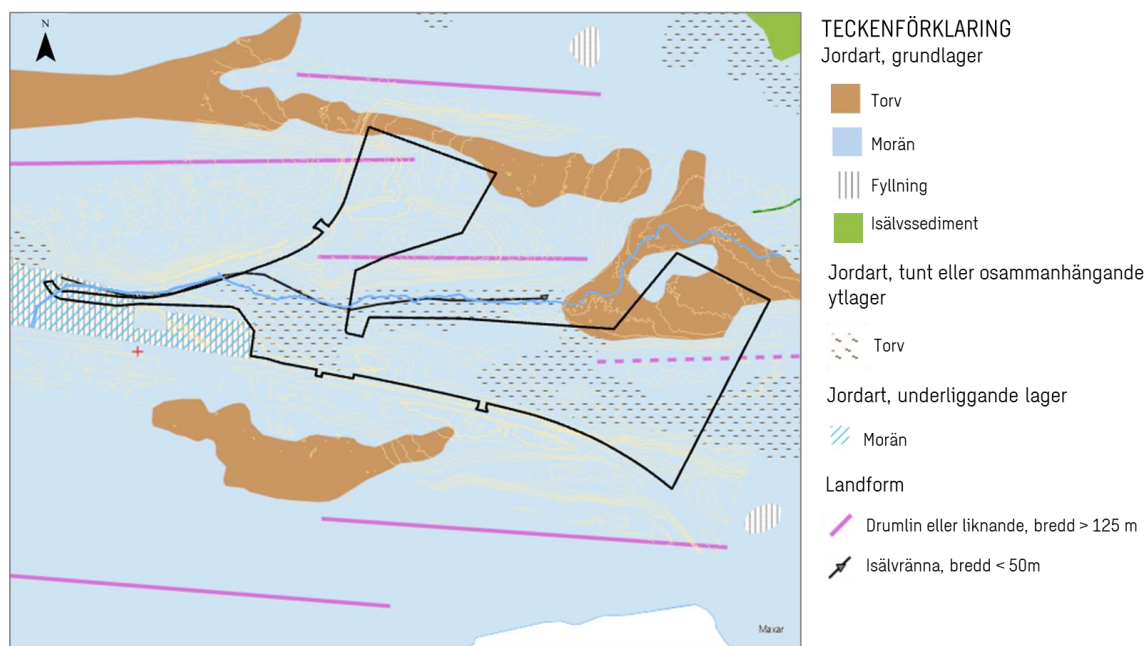 N
Maxar
TECKENFÖRKLARING
Jordart, grundlager
Torv
Morän
Fyllning
Isälvssediment
Jordart, tunt eller osammanhängande
ytlager
Torv
Jordart, underliggande lager
Morän
Landform
Drumlin eller liknande, bredd > 125 m
Isälvränna, bredd < 50m